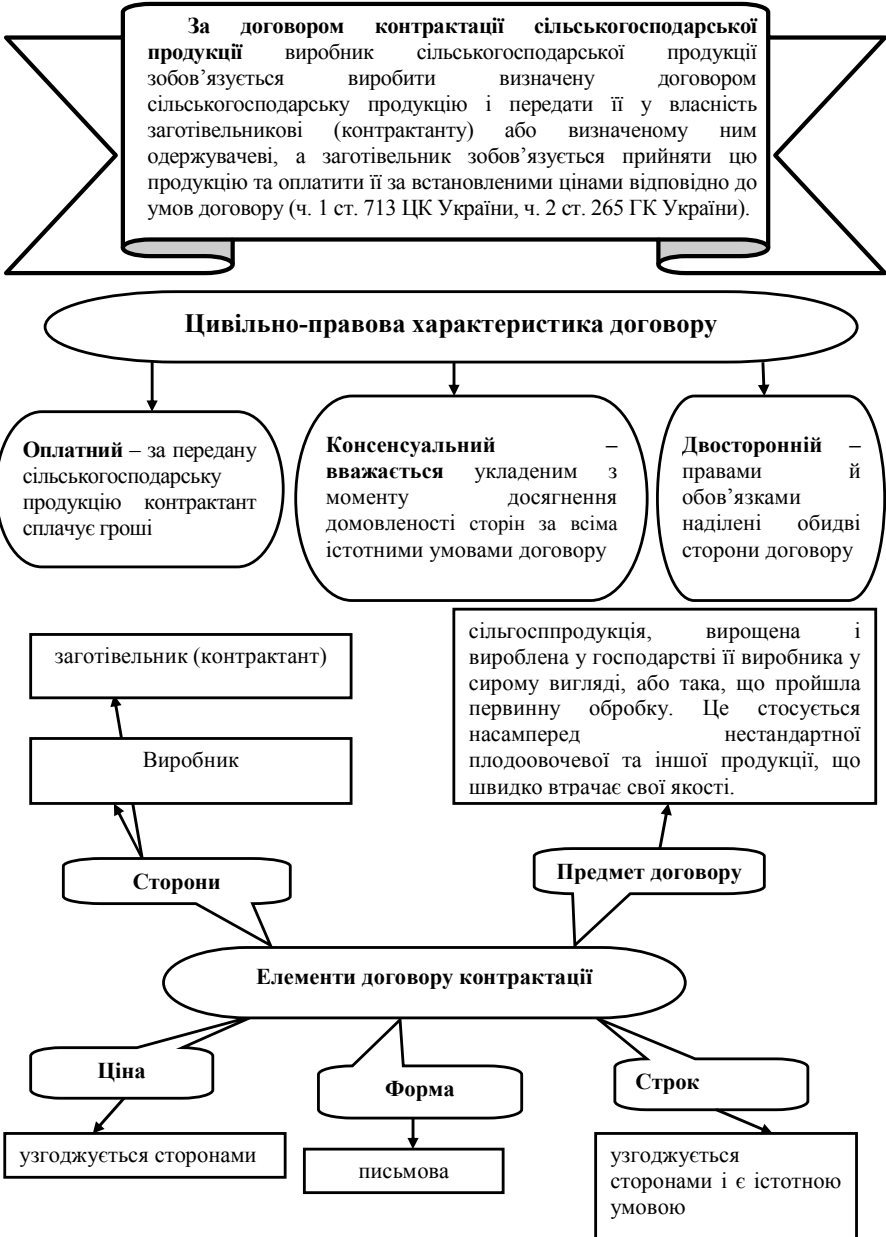 За договором контрактації сільськогосподарської
продукції виробник сільськогосподарської продукції
зобов’язується виробити визначену договором
сільськогосподарську продукцію і передати її у власність
заготівельникові (контрактанту) або визначеному ним
одержувачеві, а заготівельник зобов’язується прийняти цю
продукцію та оплатити її за встановленими цінами відповідно до
умов договору (ч. 1 ст. 713 ЦК України, ч. 2 ст. 265 ГК України).
Цивільно-правова характеристика договору
Оплатний – за передану
сільськогосподарську
продукцію контрактант
сплачує гроші
Консенсуальний –
вважається укладеним з
моменту досягнення
домовленості сторін за всіма
істотними умовами договору
Двосторонній –
правами й
обов’язками
наділені обидві
сторони договору
заготівельник (контрактант)
Виробник
сільгосппродукція, вирощена і
вироблена у господарстві її виробника у
сирому вигляді, або така, що пройшла
первинну обробку. Це стосується
насамперед нестандартної
плодоовочевої та іншої продукції, що
швидко втрачає свої якості.
Сторони
Предмет договору
Елементи договору контрактації
Ціна
Форма
Строк
узгоджується сторонами
письмова
узгоджується
сторонами і є істотною
умовою